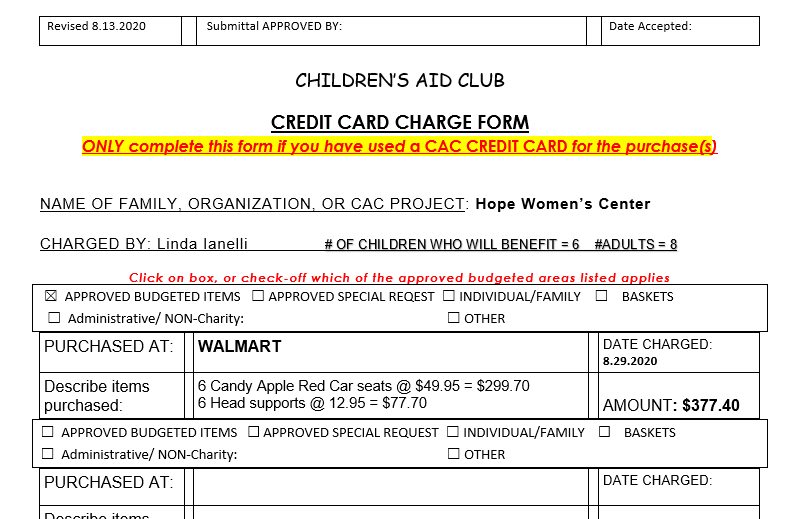 Revised 8.13.2020 Submittal APPROVED BY: Date Accepted:
CHILDREN'S AID CLUB
CREDIT CARD CHARGE FORM
ONLY complete this form if you have used a CAC CREDIT CARD for the purchase(s)
NAME OF FAMILY, ORGANIZATION, OR CAC PROJECT: Hope Women's Center
CHARGED BY: Linda Ianelli # OF CHILDREN WHO WILL BENEFIT = 6 #ADULTS = 8
Click on box, or check-off which of the approved budgeted areas listed applies
☒ APPROVED BUDGETED ITEMS ☐ APPROVED SPECIAL REQEST ☐ INDIVIDUAL/FAMILY ☐ BASKETS
☐ Administrative/ NON-Charity: ☐ OTHER
PURCHASED AT: WALMART DATE CHARGED:
8.29.2020
Describe items purchased: 6 Candy Apple Red Car seats @ $49.95 = $299.70
6 Head supports @ 12.95 = $77.70
AMOUNT: $377.40
☐ APPROVED BUDGETED ITEMS ☐ APPROVED SPECIAL REQUEST ☐ INDIVIDUAL/FAMILY ☐ BASKETS
☐ Administrative/ NON-Charity: ☐ OTHER
PURCHASED AT: DATE CHARGED:
Describe items